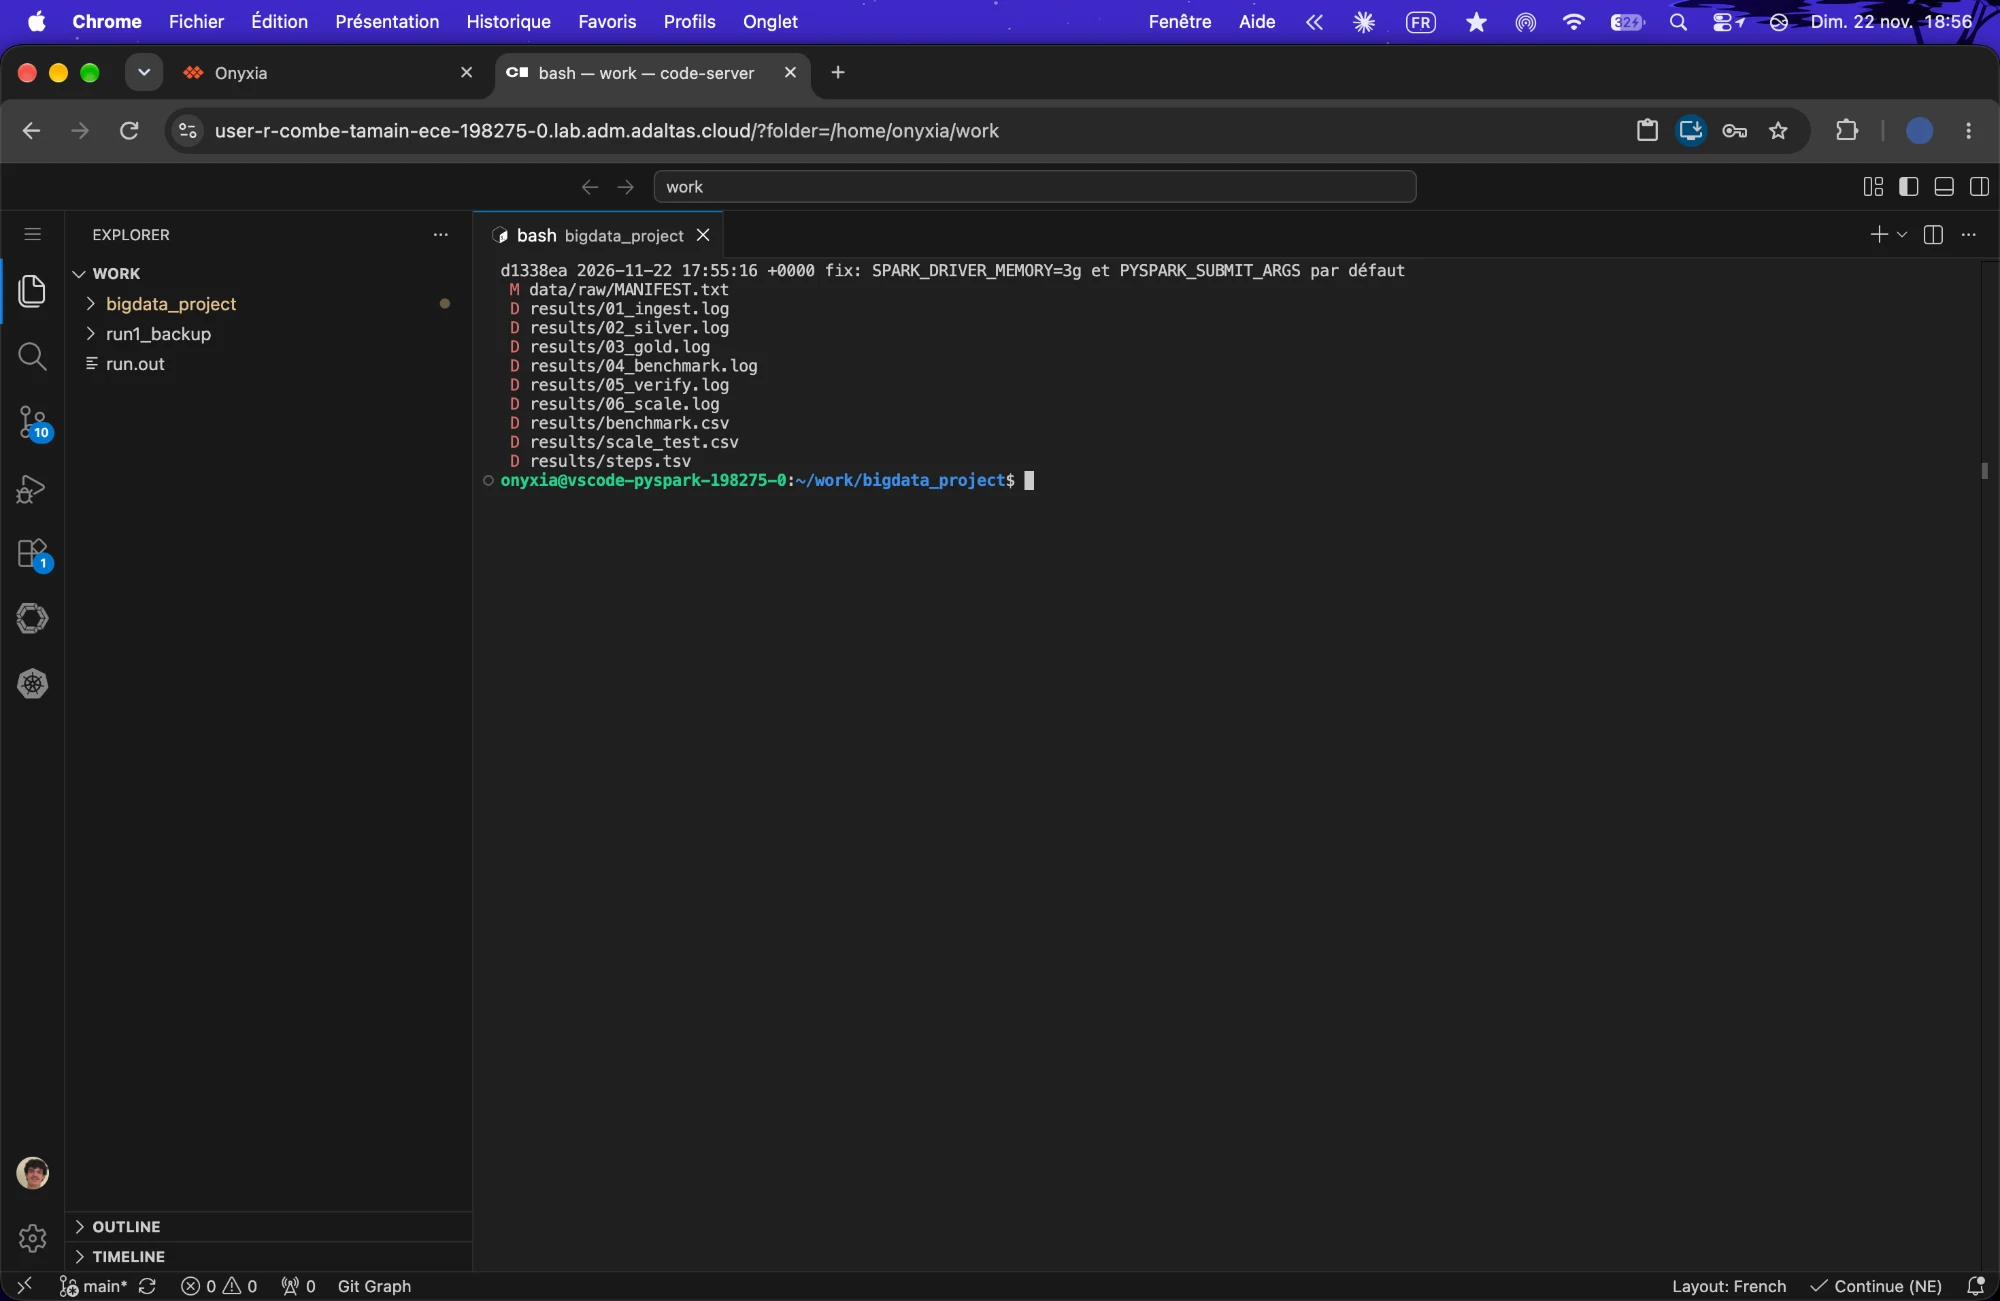 Chrome Fichier Édition Présentation Historique Favoris Profils Onglet Fenêtre Aide FR 32 Dim. 22 nov. 18:56
Onyxia bash — work — code-server
user-r-combe-tamain-ece-198275-0.lab.adm.adaltas.cloud/?folder=/home/onyxia/work
work
EXPLORER
WORK
bigdata_project
run1_backup
run.out
10
1
OUTLINE
TIMELINE
bash bigdata_project
d1338ea 2026-11-22 17:55:16 +0000 fix: SPARK_DRIVER_MEMORY=3g et PYSPARK_SUBMIT_ARGS par défaut
M data/raw/MANIFEST.txt
D results/01_ingest.log
D results/02_silver.log
D results/03_gold.log
D results/04_benchmark.log
D results/05_verify.log
D results/06_scale.log
D results/benchmark.csv
D results/scale_test.csv
D results/steps.tsv
onyxia@vscode-pyspark-198275-0:~/work/bigdata_project$
main* 0 0 0 Git Graph Layout: French Continue (NE)